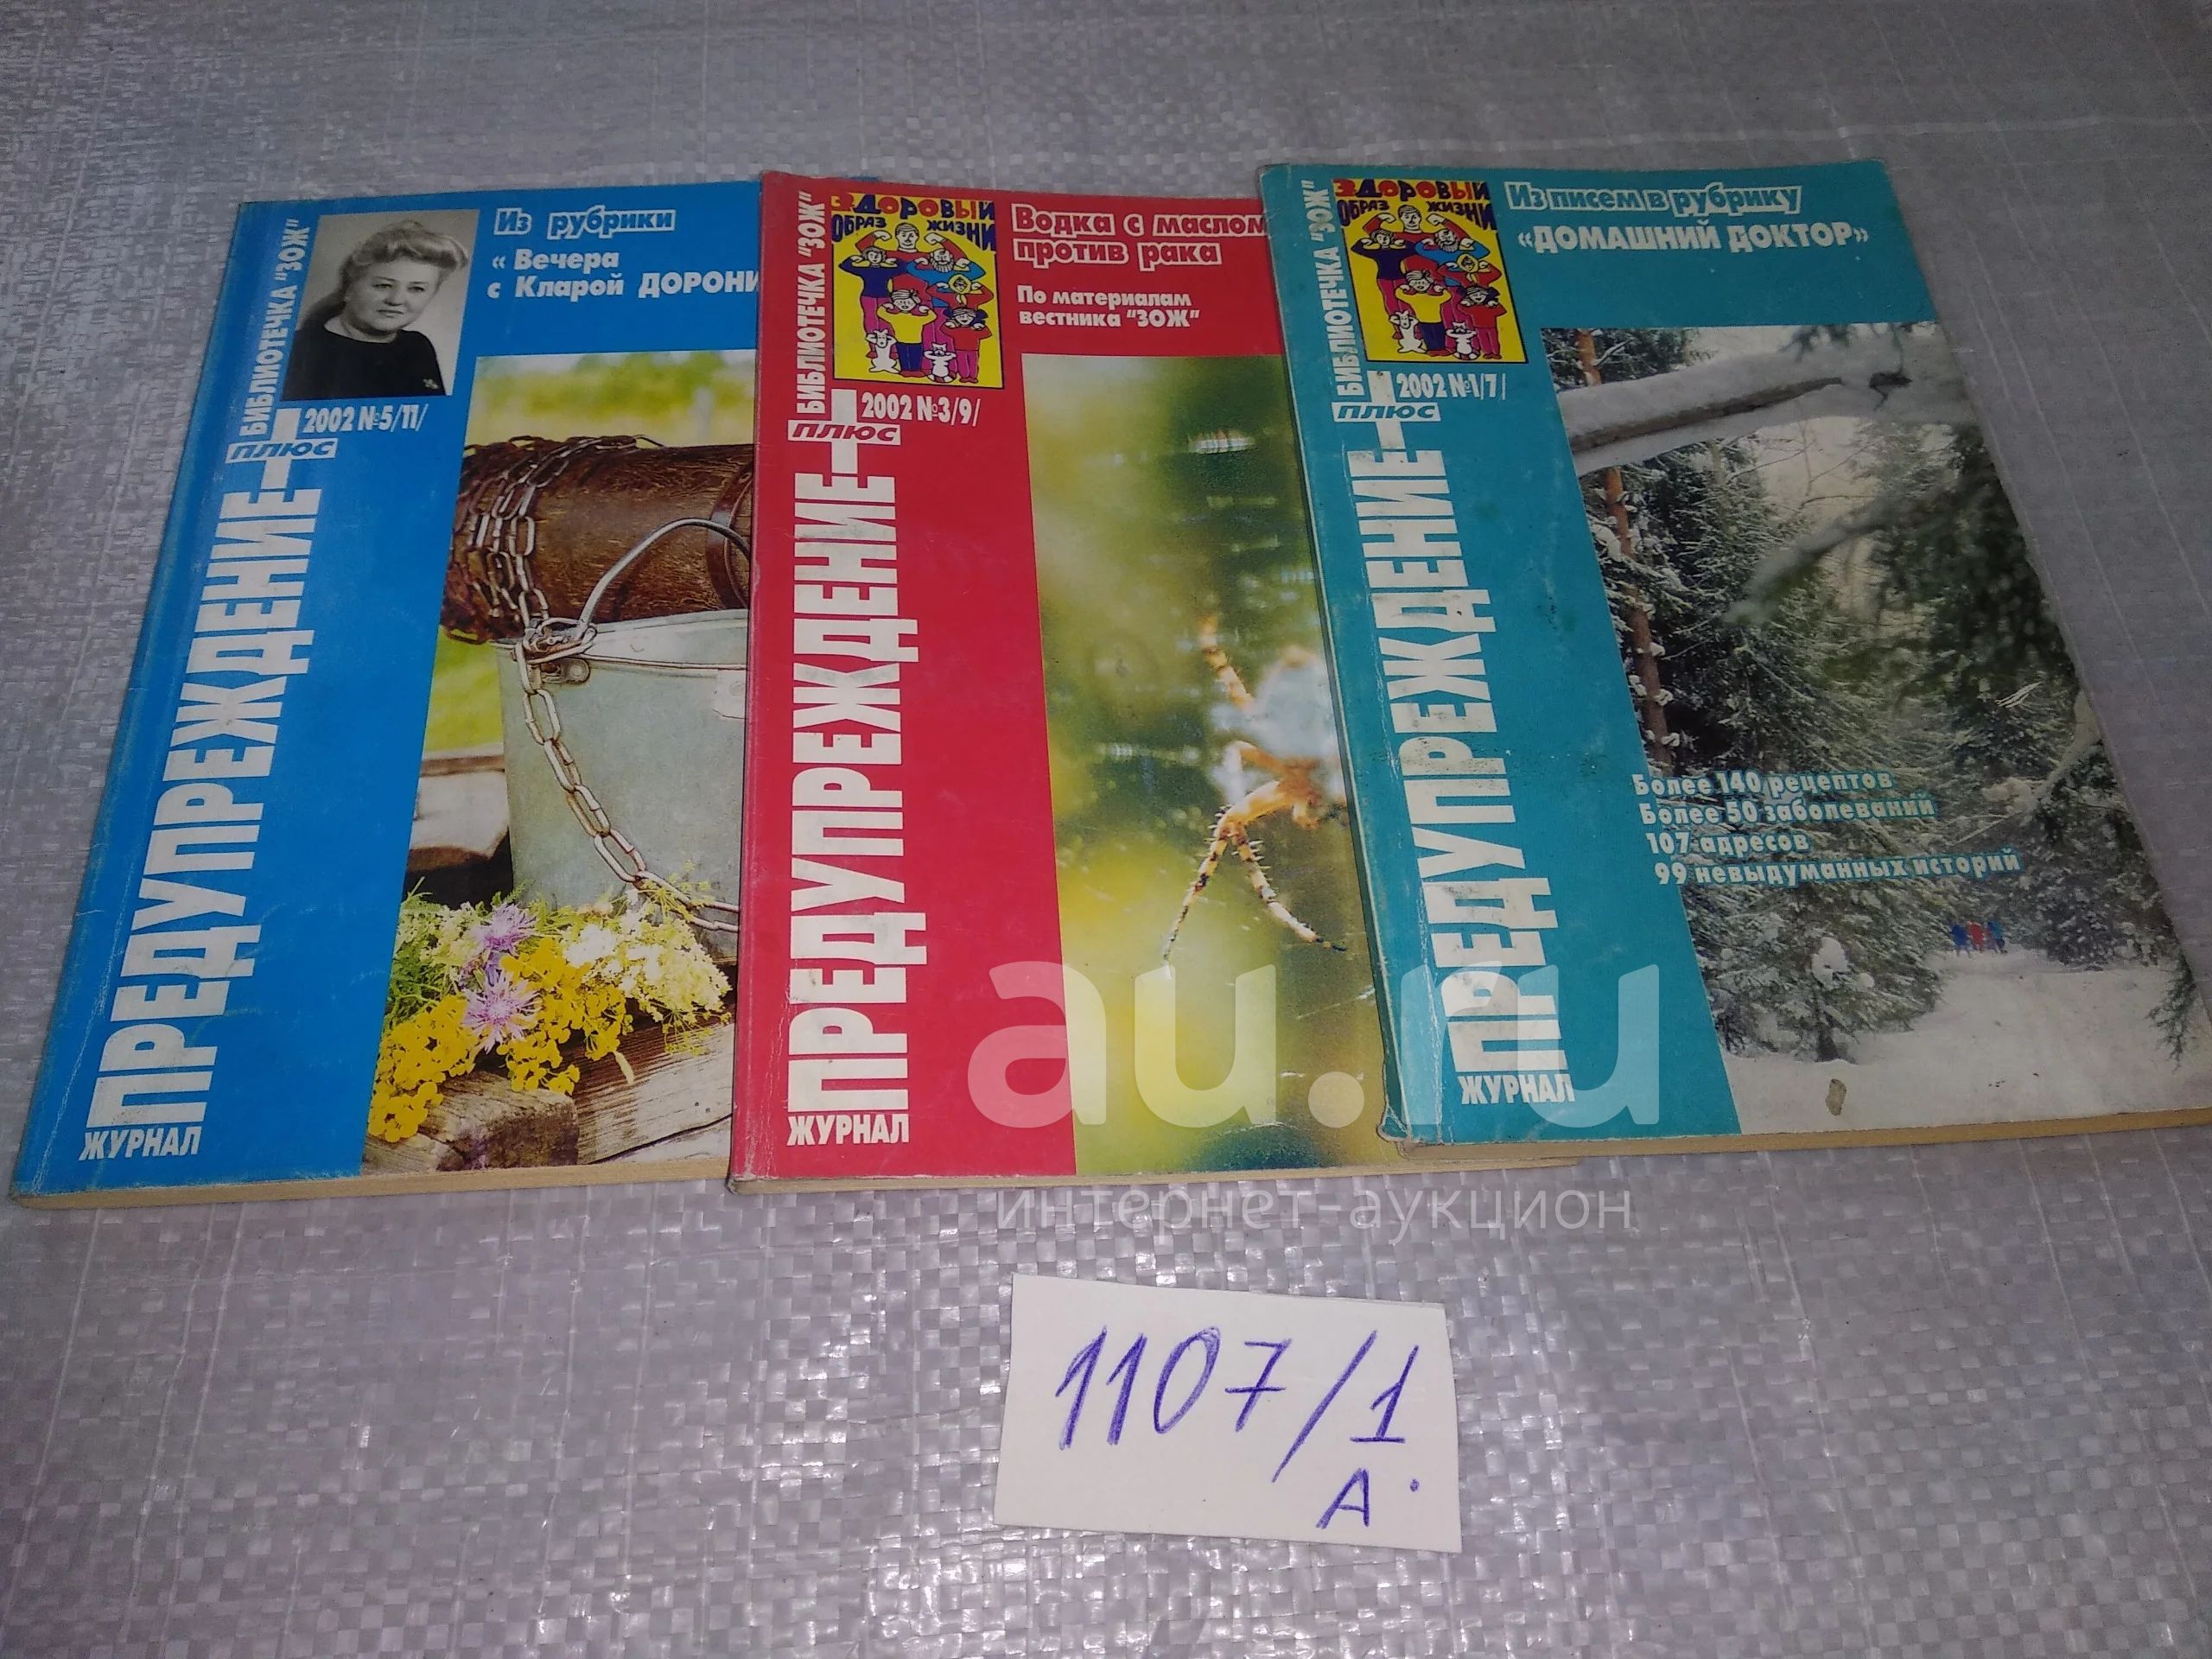 Из рубрики
«Вечера
с Кларой ДОРОНИ
БИБЛИОТЕЧКА "ЗОЖ"
2002 №5/11/
ПЛЮС
ПРЕДУПРЕЖДЕНИЕ
ЖУРНАЛ
ЗДОРОВЫЙ
ОБРАЗ ЖИЗНИ
Водка с маслом
против рака
По материалам
вестника "ЗОЖ"
БИБЛИОТЕЧКА "ЗОЖ"
2002 №3/9/
ПЛЮС
ПРЕДУПРЕЖДЕНИЕ
ЖУРНАЛ
ЗДОРОВЫЙ
ОБРАЗ ЖИЗНИ
Из писем в рубрику
«ДОМАШНИЙ ДОКТОР»
БИБЛИОТЕЧКА "ЗОЖ"
2002 №1/7/
ПЛЮС
ПРЕДУПРЕЖДЕНИЕ
ЖУРНАЛ
Более 140 рецептов
Более 50 заболеваний
107 адресов
99 невыдуманных историй
au.ru
интернет-аукцион
1107/1
А.